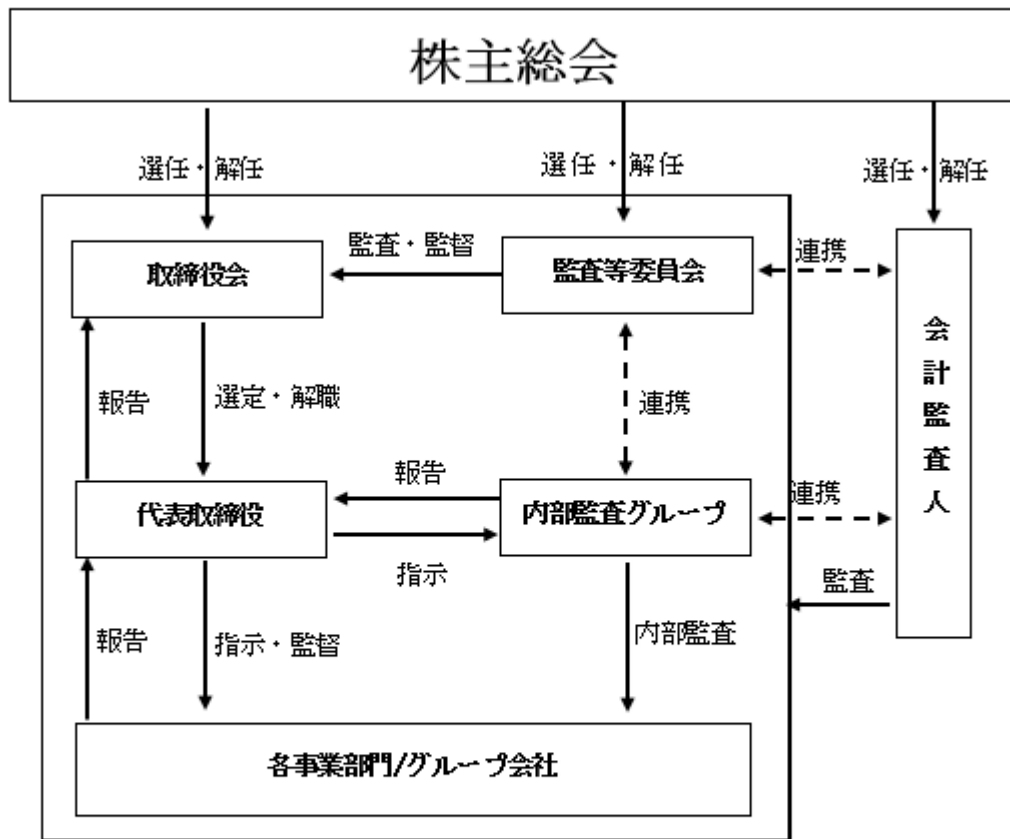 株主総会
選任・解任
選任・解任
選任・解任
監査・監督
連携
取締役会
監査等委員会
会計監査人
報告
選定・解職
連携
報告
連携
代表取締役
内部監査グループ
指示
監査
報告
指示・監督
内部監査
各事業部門/グループ会社